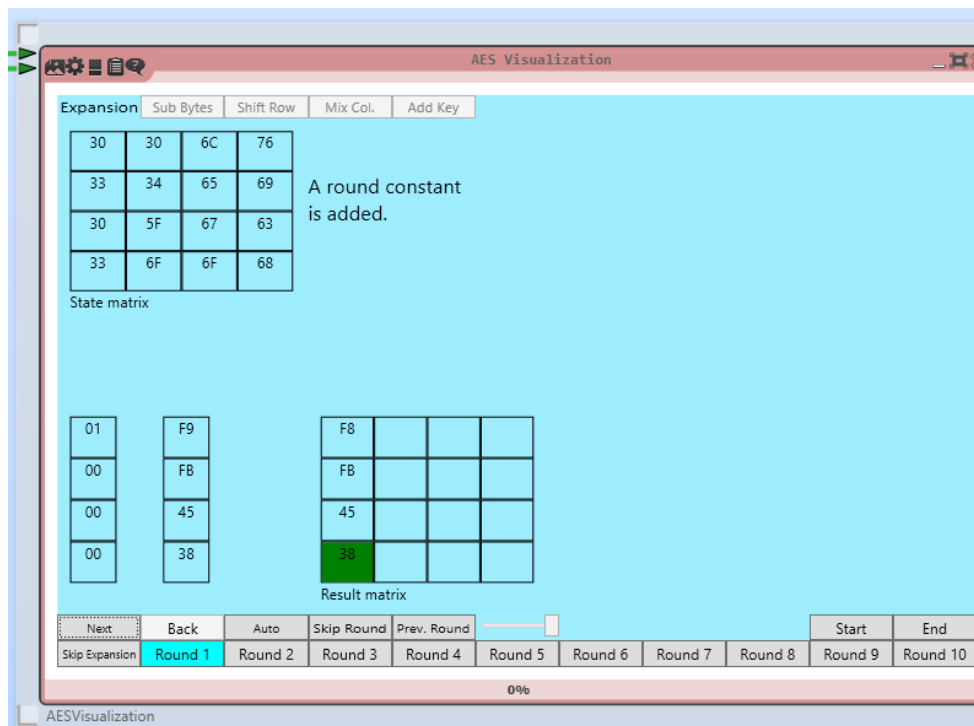 AES Visualization
Expansion Sub Bytes Shift Row Mix Col. Add Key
30 30 6C 76
33 34 65 69
30 5F 67 63
33 6F 6F 68
A round constant
is added.
State matrix
01 F9 F8
00 FB FB
00 45 45
00 38 38
Result matrix
Next Back Auto Skip Round Prev. Round Start End
Skip Expansion Round 1 Round 2 Round 3 Round 4 Round 5 Round 6 Round 7 Round 8 Round 9 Round 10
0%
AESVisualization